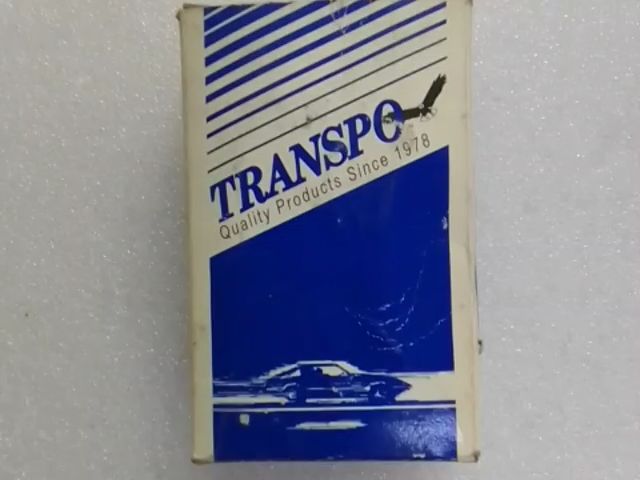 TRANSPO
Quality Products Since 1978